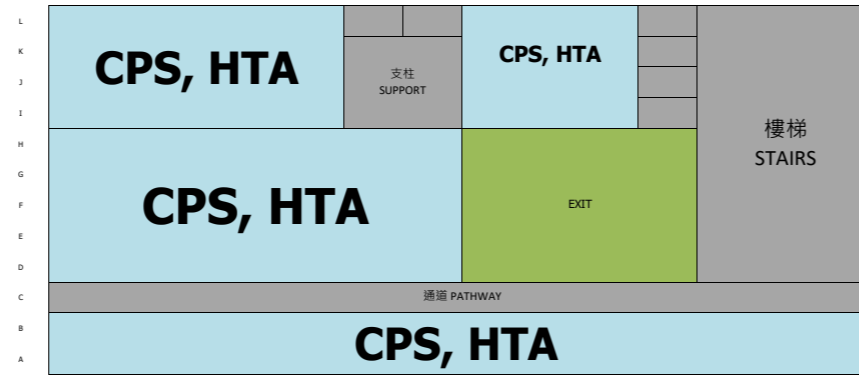 L
K
J
I
H
G
F
E
D
C
B
A
CPS, HTA
支柱
SUPPORT
CPS, HTA
樓梯
STAIRS
CPS, HTA
EXIT
通道 PATHWAY
CPS, HTA